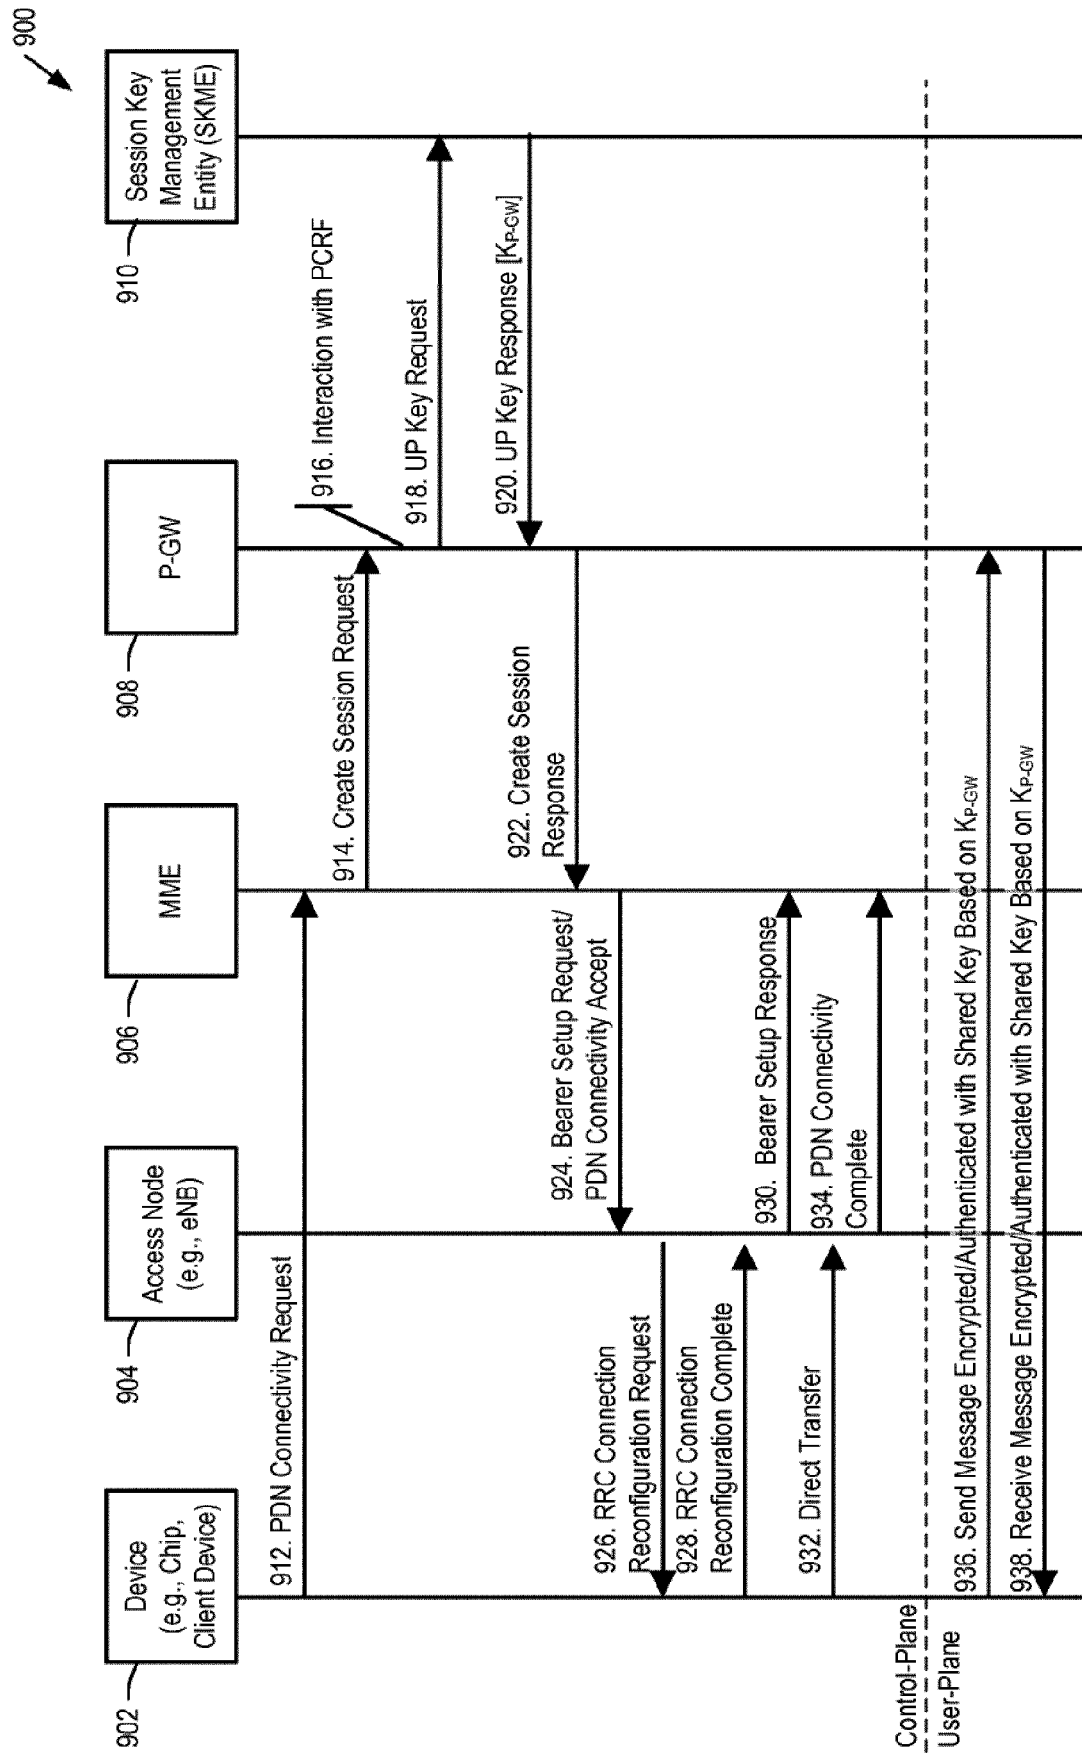 900
Device
(e.g., Chip,
Client Device)
902
Access Node
(e.g., eNB)
904
MME
906
P-GW
908
Session Key
Management
Entity (SKME)
910
912. PDN Connectivity Request
914. Create Session Request
916. Interaction with PCRF
918. UP Key Request
920. UP Key Response [KP-GW]
922. Create Session
Response
924. Bearer Setup Request/
PDN Connectivity Accept
926. RRC Connection
Reconfiguration Request
928. RRC Connection
Reconfiguration Complete
930. Bearer Setup Response
932. Direct Transfer
934. PDN Connectivity
Complete
Control-Plane
User-Plane
936. Send Message Encrypted/Authenticated with Shared Key Based on KP-GW
938. Receive Message Encrypted/Authenticated with Shared Key Based on KP-GW